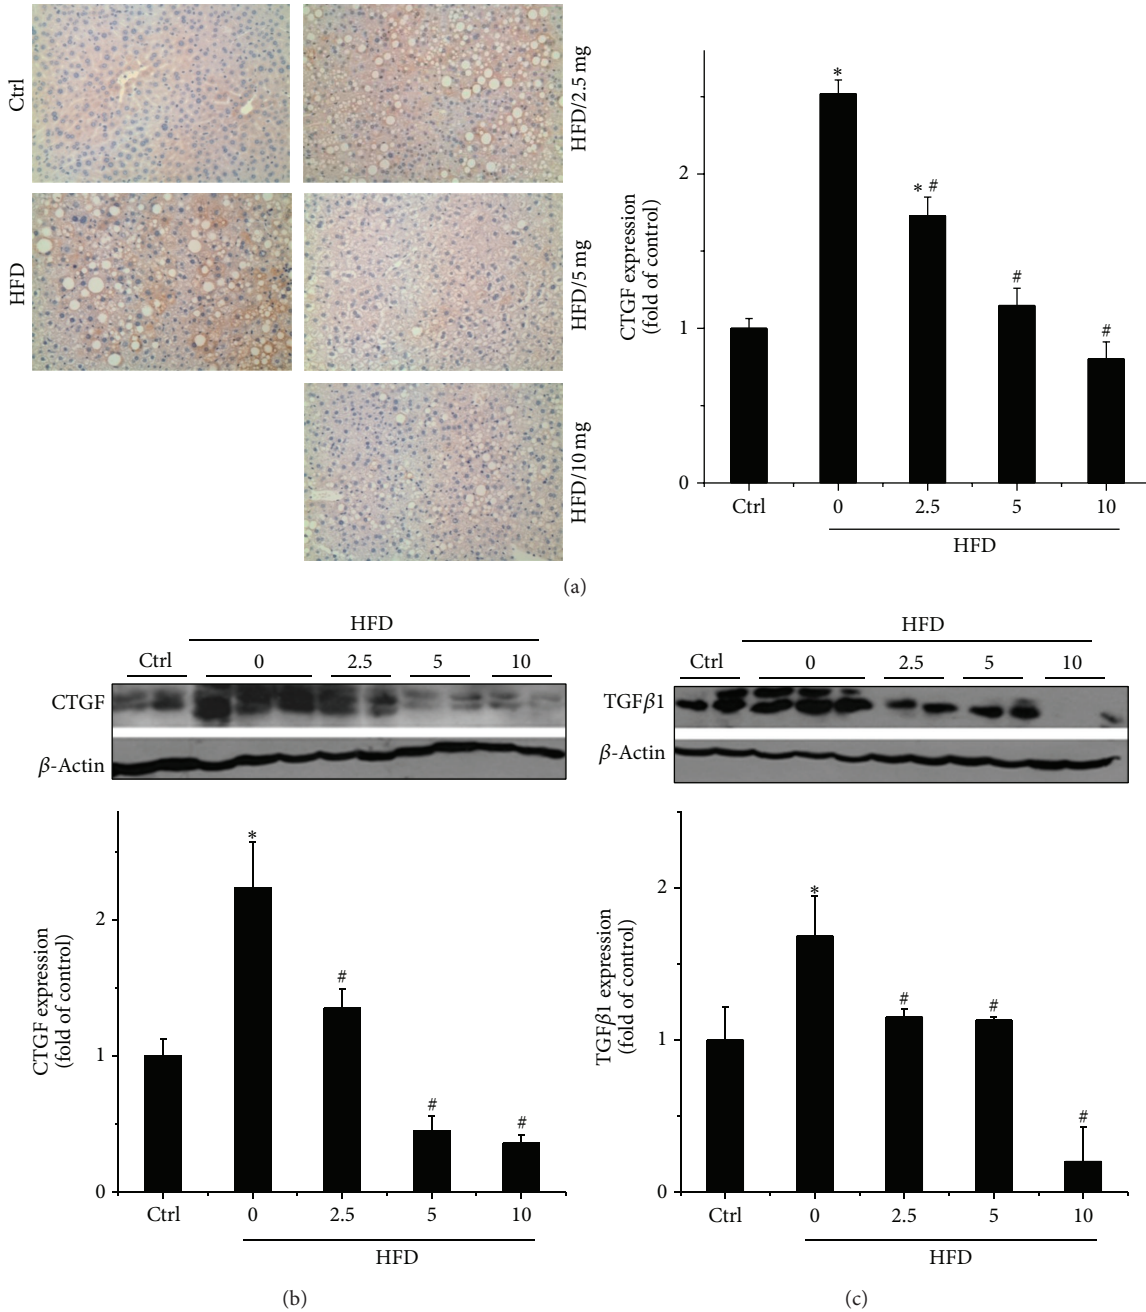 Ctrl
HFD
HFD/2.5 mg
HFD/5 mg
HFD/10 mg
CTGF expression
(fold of control)
2
1
0
*
* #
#
#
Ctrl 0 2.5 5 10
HFD
(a)
HFD
Ctrl 0 2.5 5 10
CTGF
β-Actin
CTGF expression
(fold of control)
2
1
0
*
#
#
#
Ctrl 0 2.5 5 10
HFD
(b)
HFD
Ctrl 0 2.5 5 10
TGFβ1
β-Actin
TGFβ1 expression
(fold of control)
2
1
0
*
#
#
#
Ctrl 0 2.5 5 10
HFD
(c)